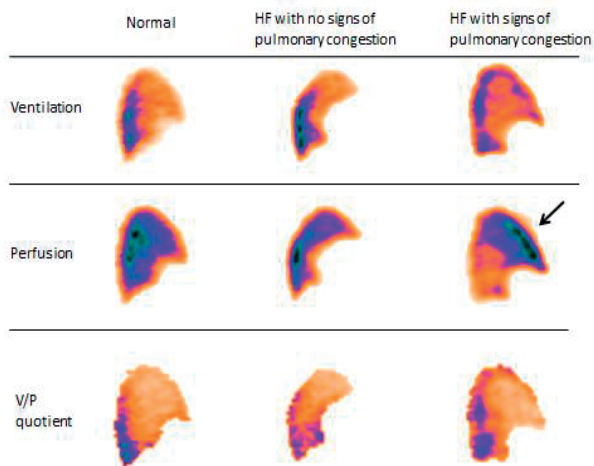 Normal
HF with no signs of
pulmonary congestion
HF with signs of
pulmonary congestion
Ventilation
Perfusion
V/P
quotient